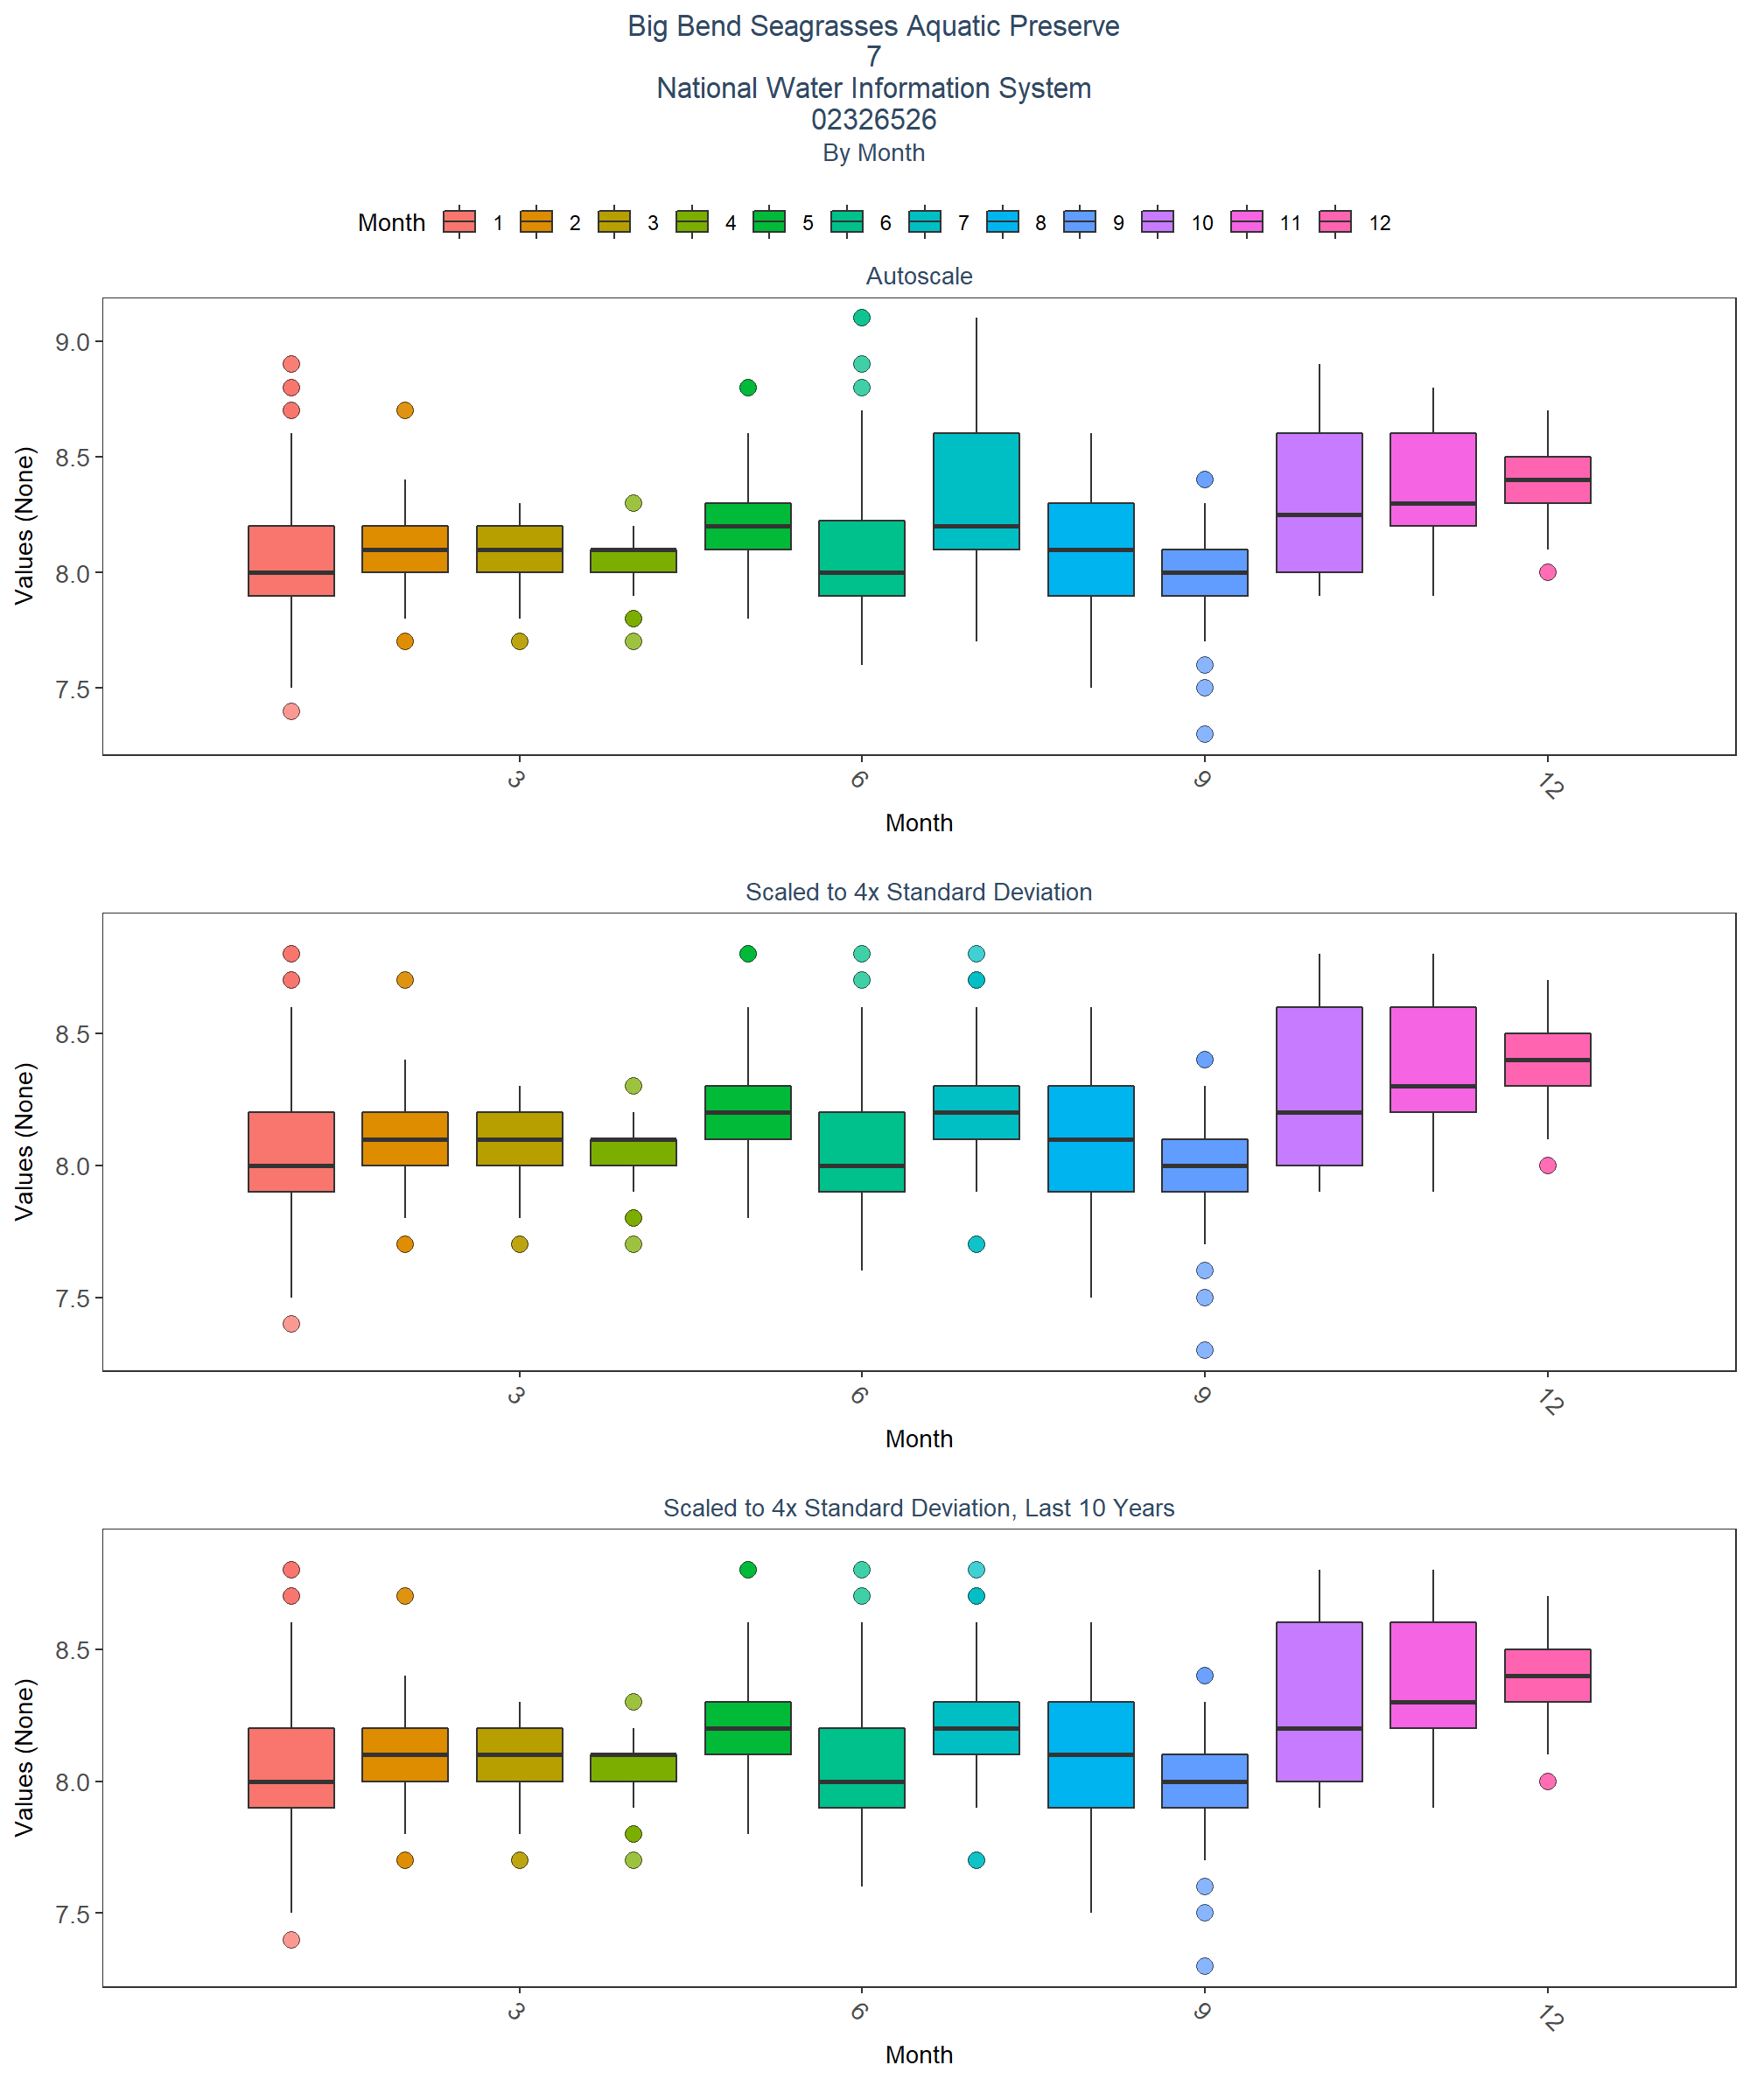 Big Bend Seagrasses Aquatic Preserve
7
National Water Information System
02326526
By Month
Month 1 2 3 4 5 6 7 8 9 10 11 12
Autoscale
Values (None)
9.0
8.5
8.0
7.5
3 6 9 12
Month
Scaled to 4x Standard Deviation
Values (None)
8.5
8.0
7.5
3 6 9 12
Month
Scaled to 4x Standard Deviation, Last 10 Years
Values (None)
8.5
8.0
7.5
3 6 9 12
Month